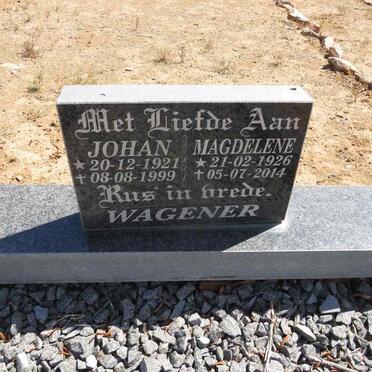 Met Liefde Aan
JOHAN MAGDELENE
★ 20-12-1921 ★ 21-02-1926
✝ 08-08-1999 ✝ 05-07-2014
Rus in vrede.
WAGENER